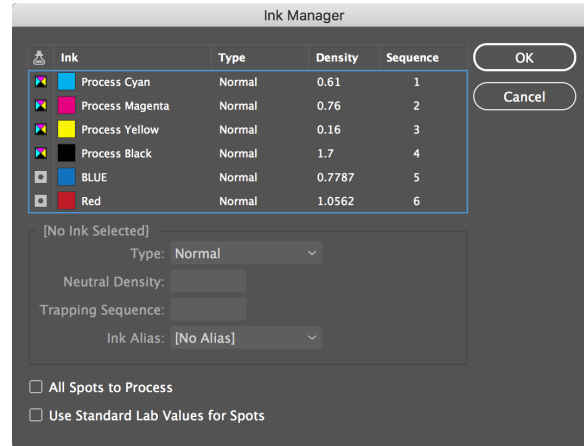 Ink Manager
Ink Type Density Sequence
Process Cyan Normal 0.61 1
Process Magenta Normal 0.76 2
Process Yellow Normal 0.16 3
Process Black Normal 1.7 4
BLUE Normal 0.7787 5
Red Normal 1.0562 6
OK
Cancel
[No Ink Selected]
Type: Normal
Neutral Density:
Trapping Sequence:
Ink Alias: [No Alias]
All Spots to Process
Use Standard Lab Values for Spots